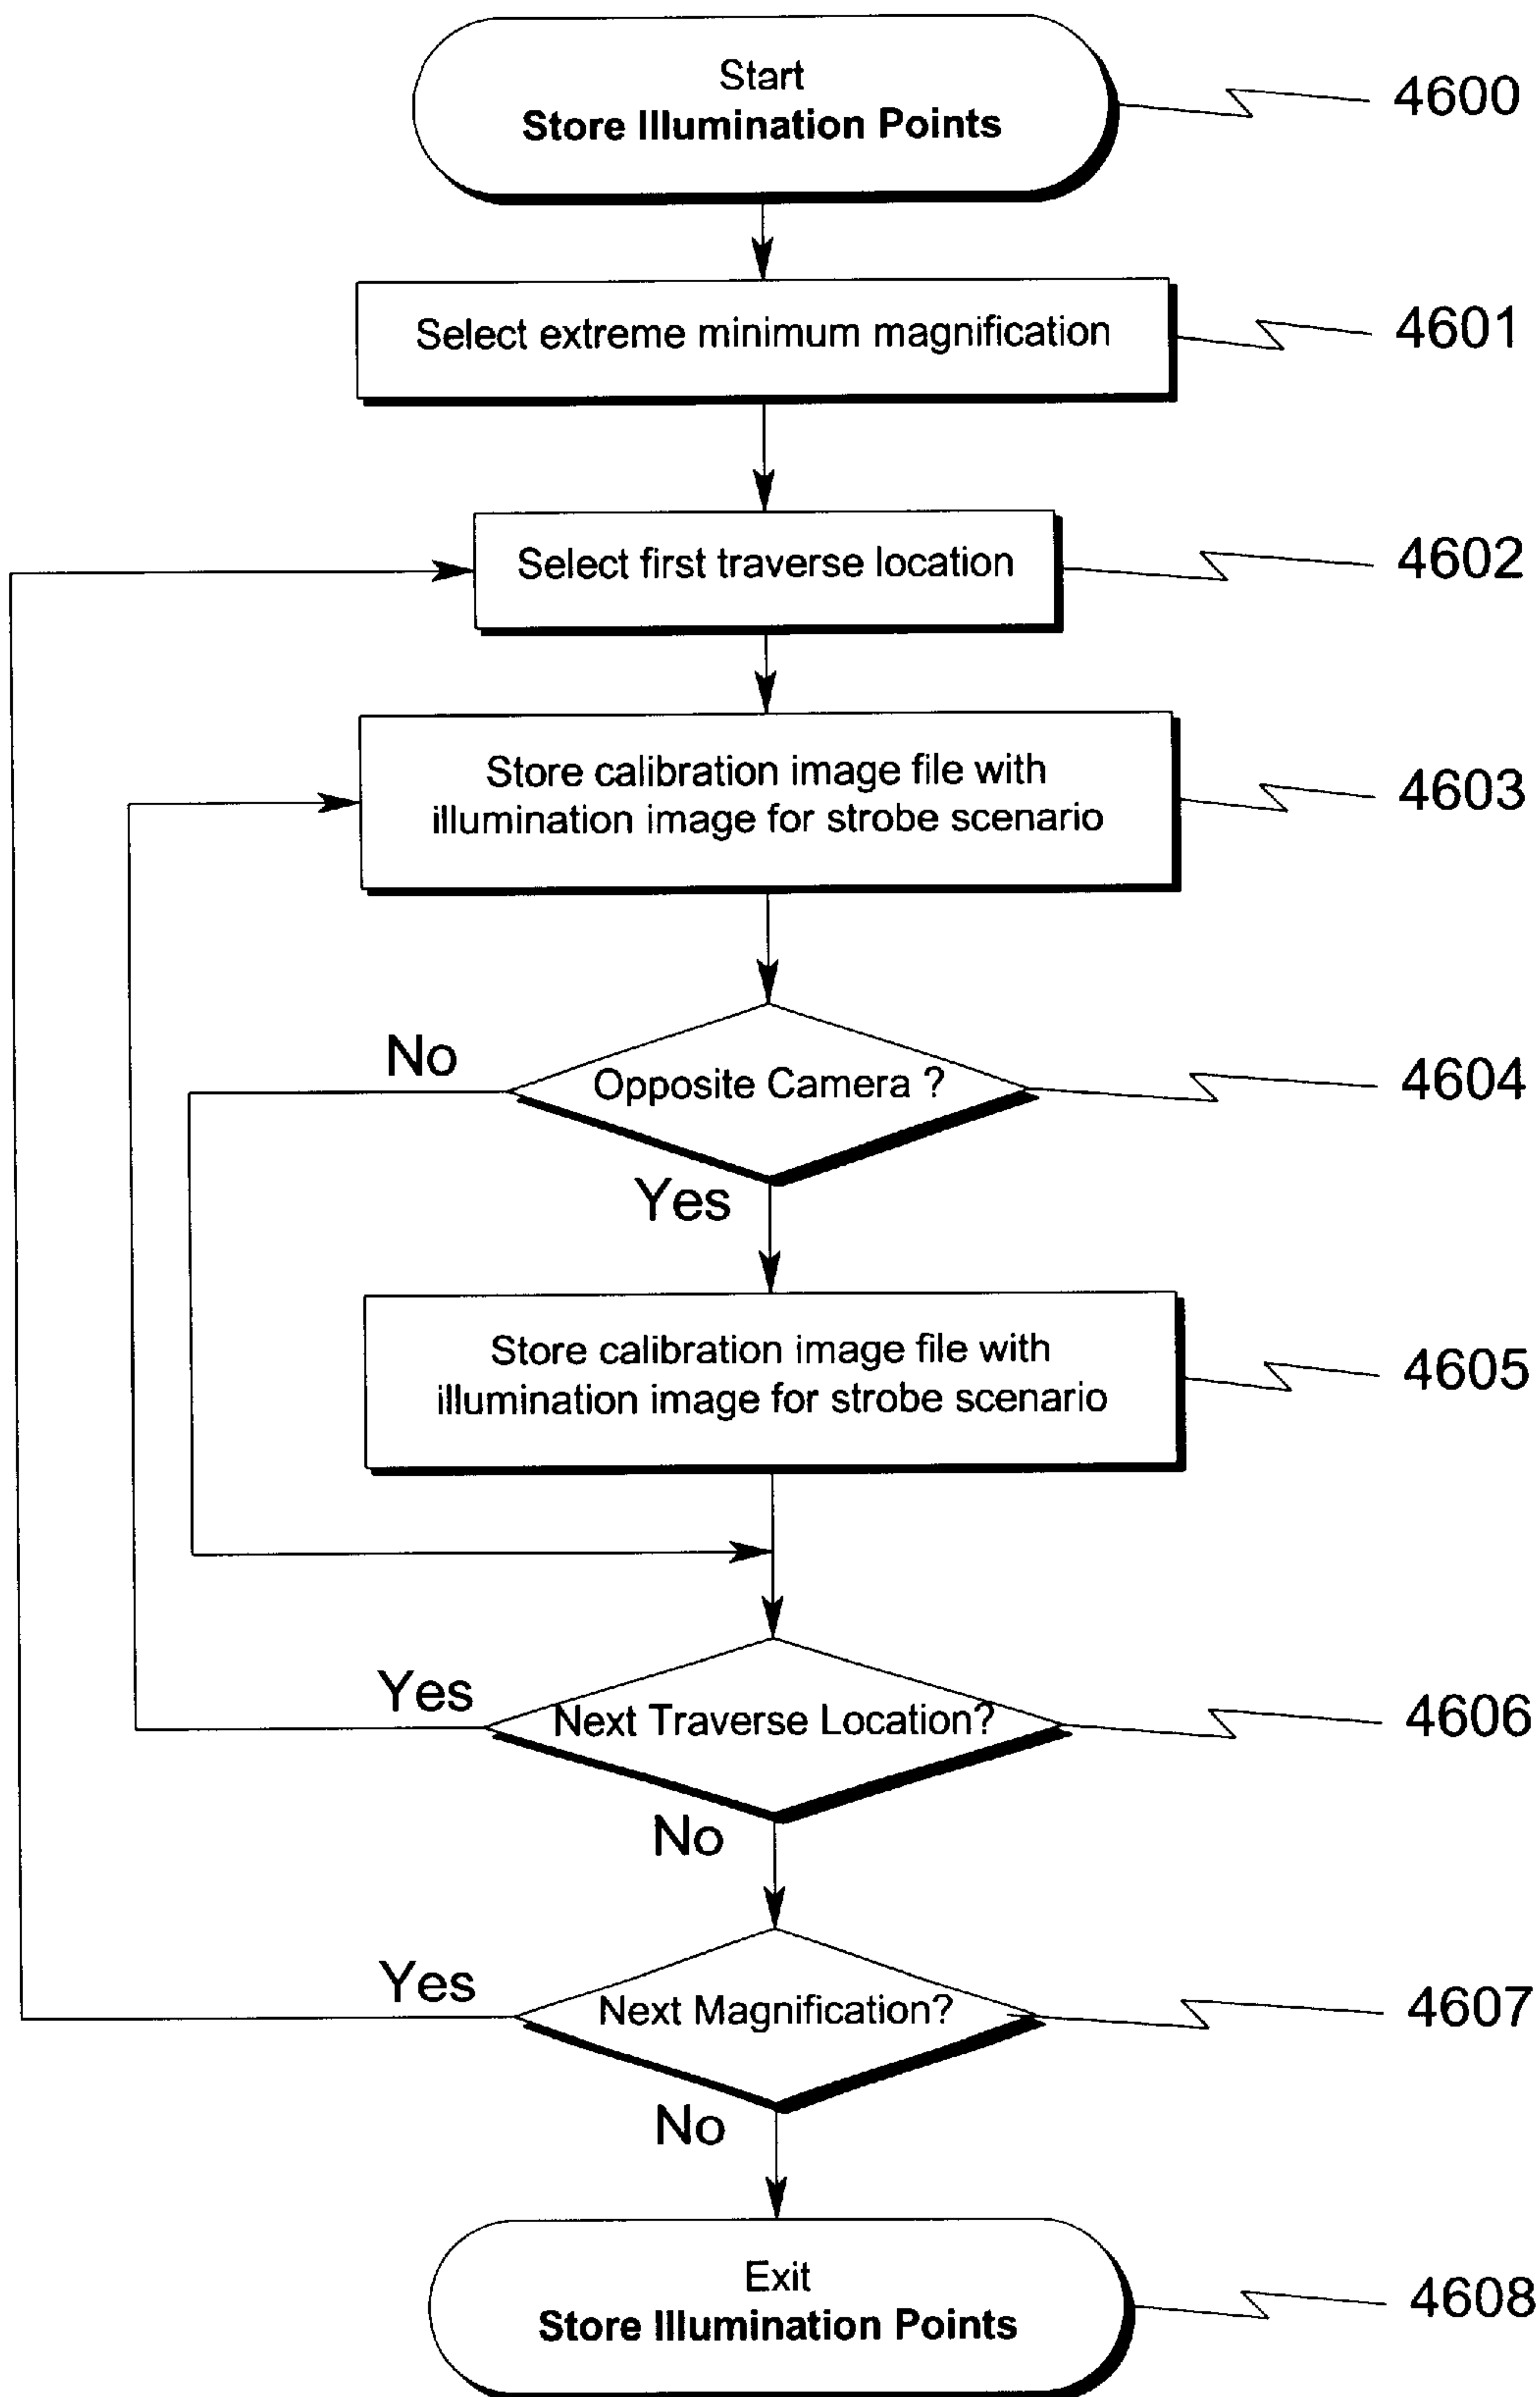 Start
Store Illumination Points
4600
Select extreme minimum magnification
4601
Select first traverse location
4602
Store calibration image file with
illumination image for strobe scenario
4603
No
Opposite Camera ?
4604
Yes
Store calibration image file with
illumination image for strobe scenario
4605
Yes
Next Traverse Location?
4606
No
Yes
Next Magnification?
4607
No
Exit
Store Illumination Points
4608